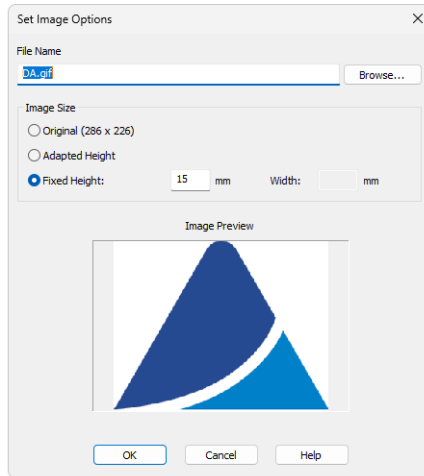 Set Image Options
File Name
DA.gif
Browse...
Image Size
Original (286 x 226)
Adapted Height
Fixed Height: 15 mm Width: mm
Image Preview
OK Cancel Help